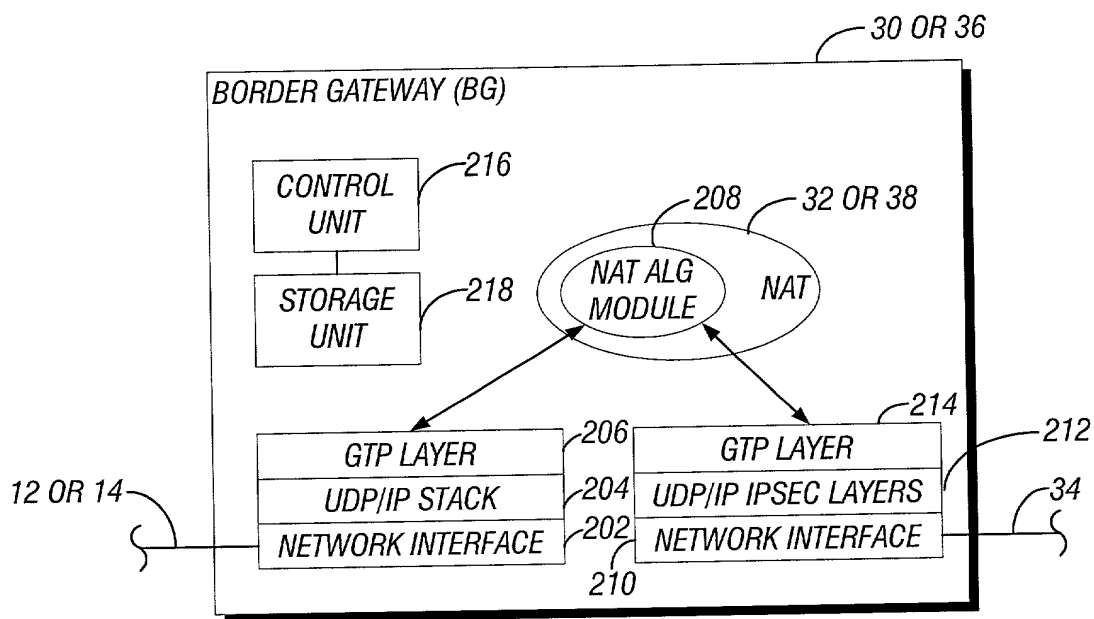 30 OR 36
BORDER GATEWAY (BG)
CONTROL
UNIT
216
STORAGE
UNIT
218
208
32 OR 38
NAT ALG
MODULE
NAT
GTP LAYER
206
UDP/IP STACK
204
NETWORK INTERFACE
202
12 OR 14
214
GTP LAYER
212
UDP/IP IPSEC LAYERS
NETWORK INTERFACE
210
34